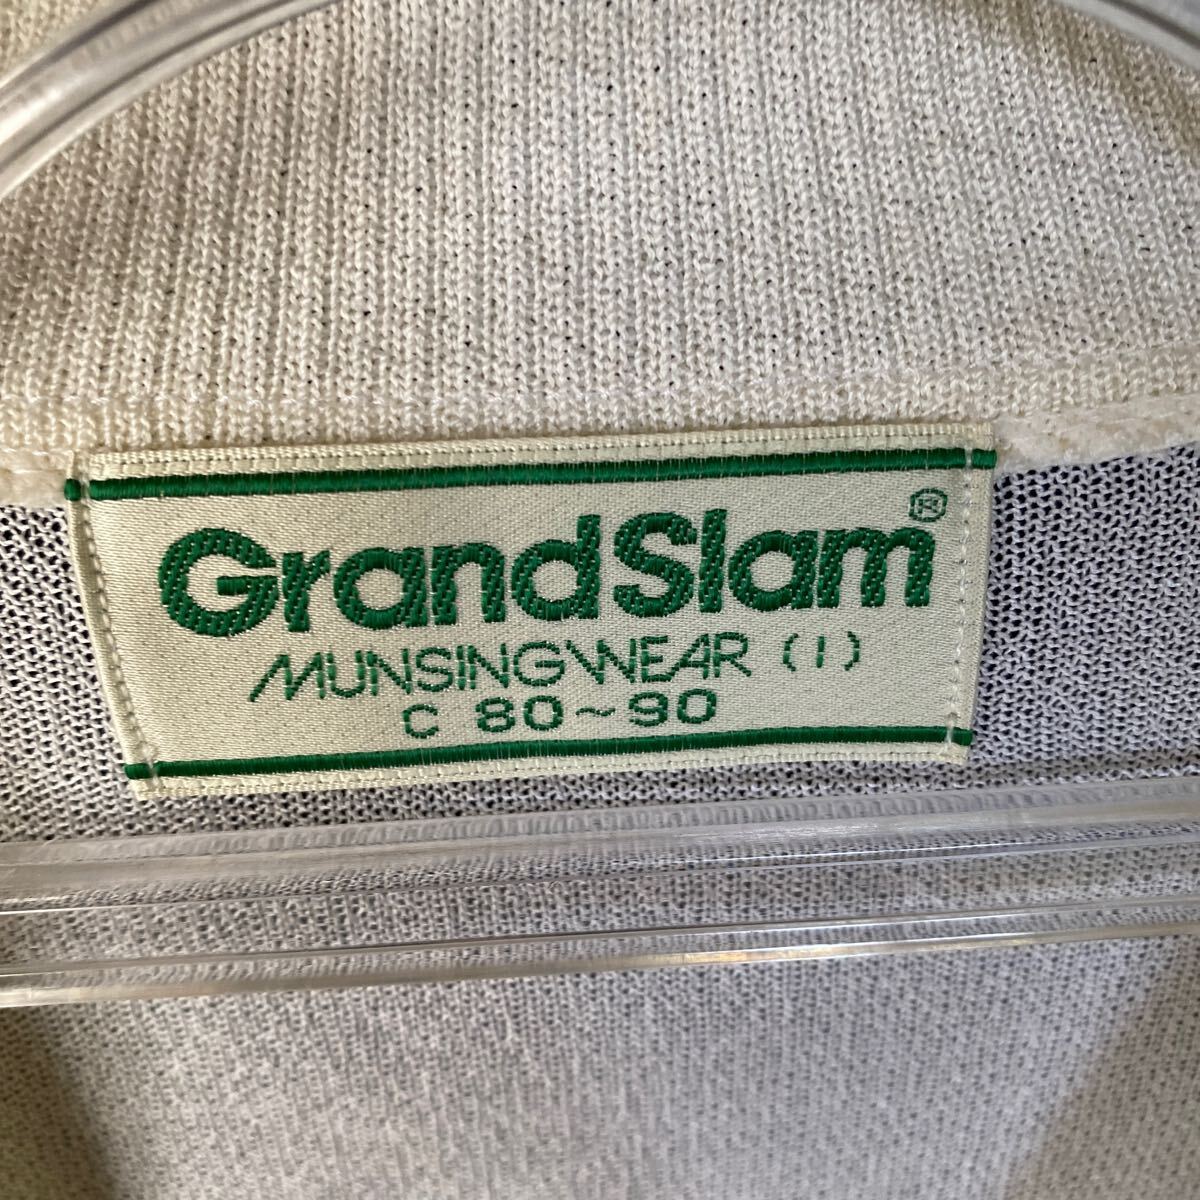 GrandSlam®
MUNSINGWEAR (I)
C 80~90